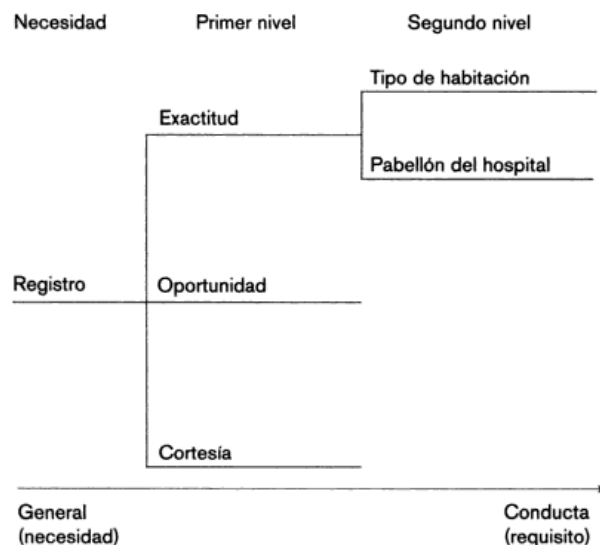 Necesidad Primer nivel Segundo nivel
Tipo de habitación
Exactitud
Pabellón del hospital
Registro Oportunidad
Cortesía
General Conducta
(necesidad) (requisito)